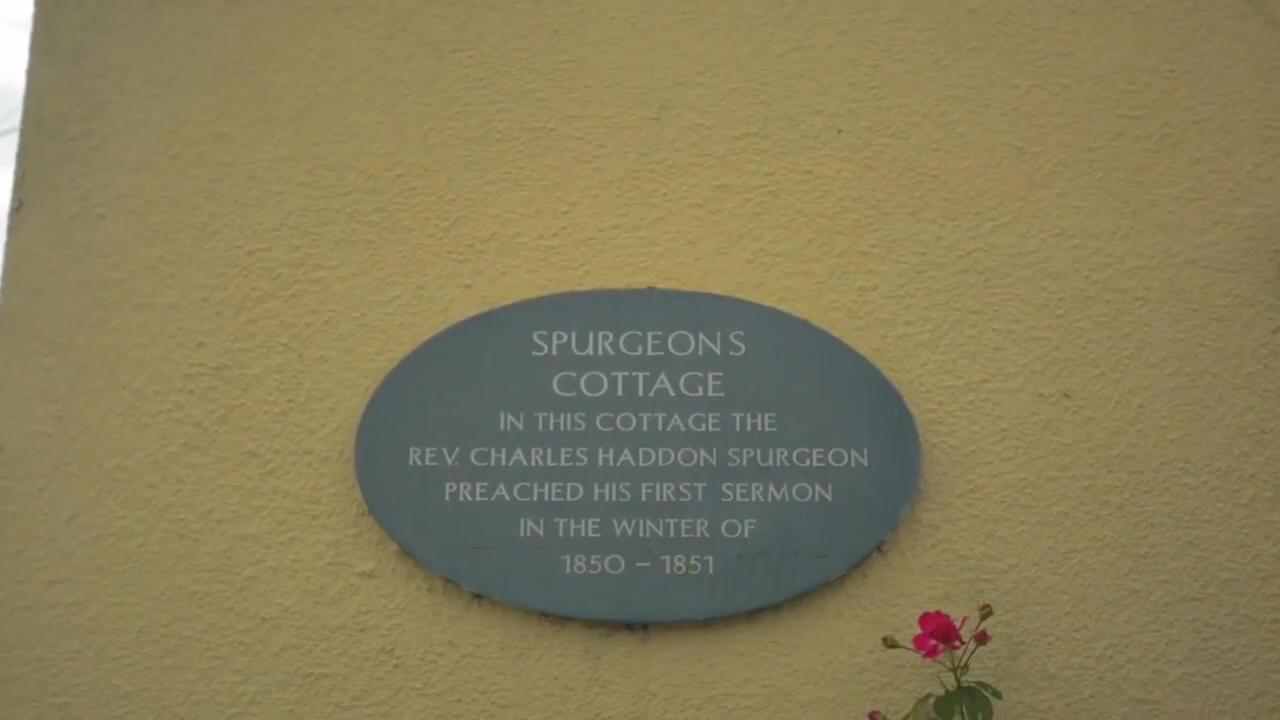 SPURGEON'S
COTTAGE
IN THIS COTTAGE THE
REV. CHARLES HADDON SPURGEON
PREACHED HIS FIRST SERMON
IN THE WINTER OF
1850 – 1851